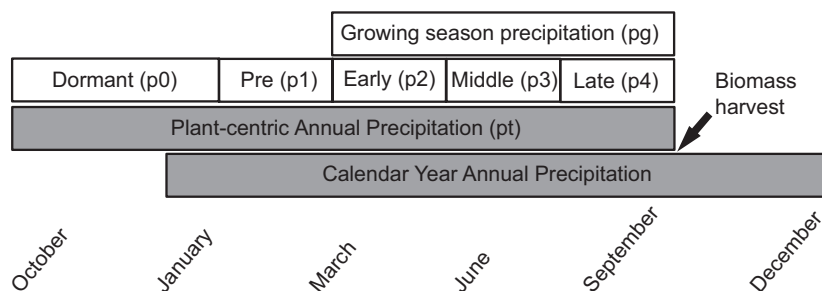 Growing season precipitation (pg)
Dormant (p0) Pre (p1) Early (p2) Middle (p3) Late (p4)
Biomass
harvest
Plant-centric Annual Precipitation (pt)
Calendar Year Annual Precipitation
October January March June September December